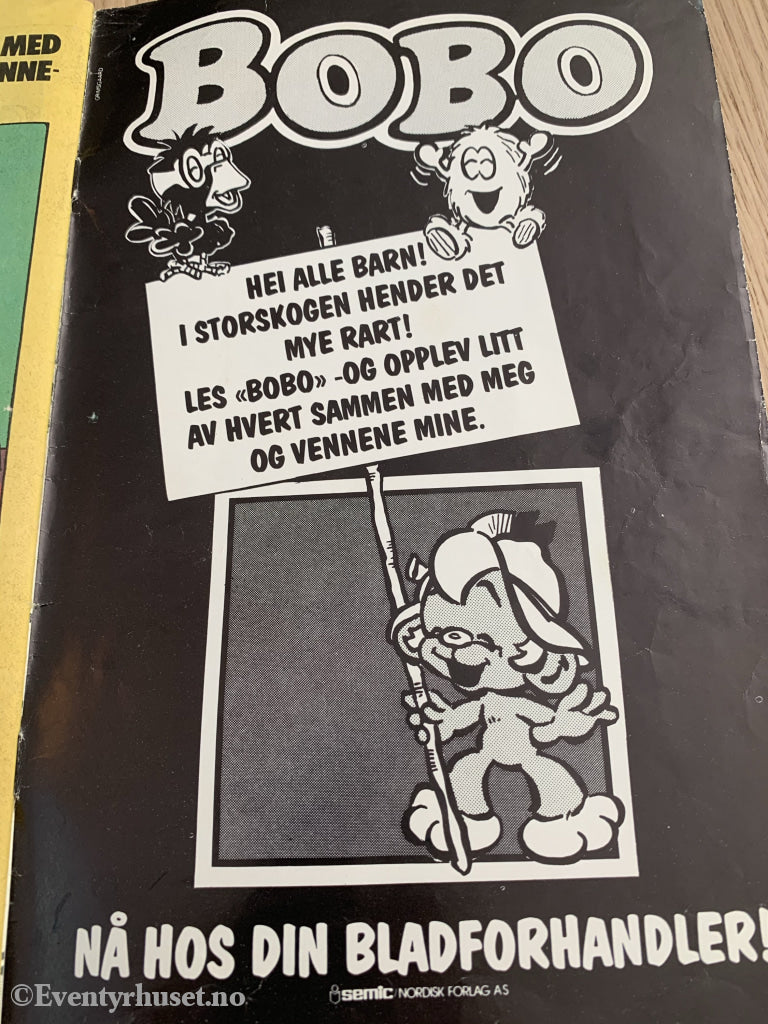 MED
NNE-
GRINSGAARD
BOBO
HEI ALLE BARN!
I STORSKOGEN HENDER DET
MYE RART!
LES «BOBO» -OG OPPLEV LITT
AV HVERT SAMMEN MED MEG
OG VENNENE MINE.
NÅ HOS DIN BLADFORHANDLER!
semic/NORDISK FORLAG AS
©Eventyrhuset.no